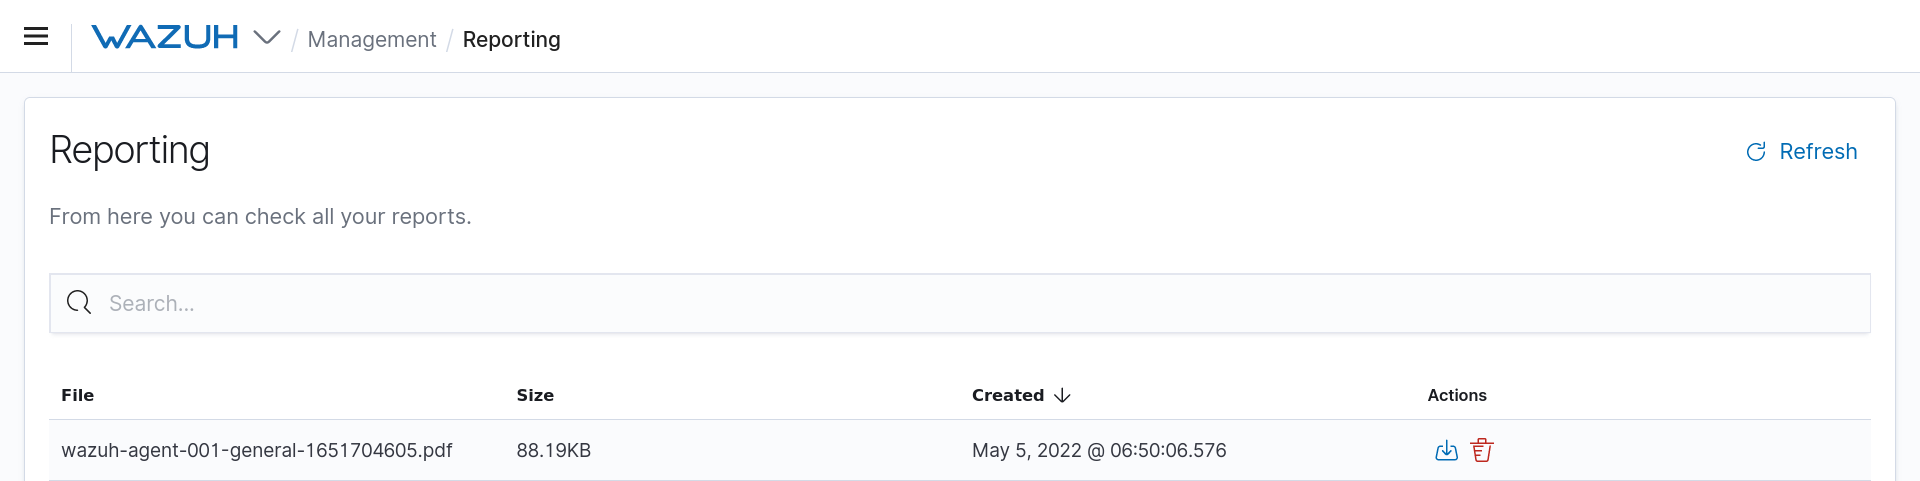 WAZUH / Management / Reporting
Reporting
Refresh
From here you can check all your reports.
Search...
File Size Created Actions
wazuh-agent-001-general-1651704605.pdf 88.19KB May 5, 2022 @ 06:50:06.576